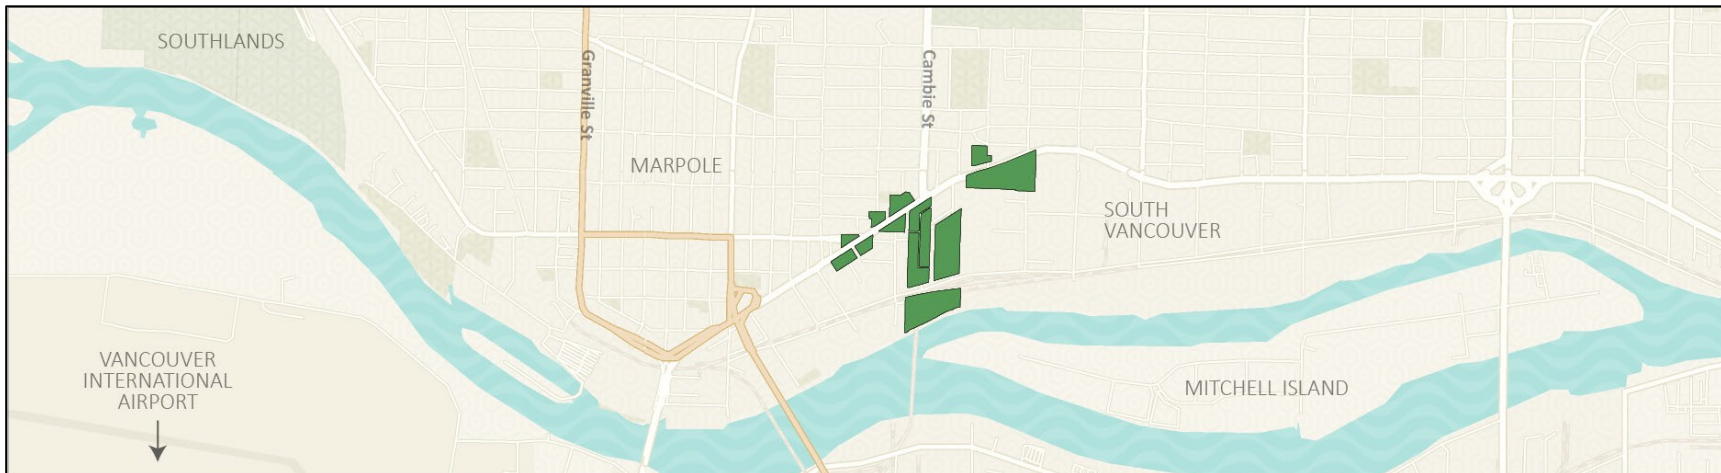 SOUTHLANDS
Granville St
Cambie St
MARPOLE
SOUTH
VANCOUVER
VANCOUVER
INTERNATIONAL
AIRPORT
MITCHELL ISLAND